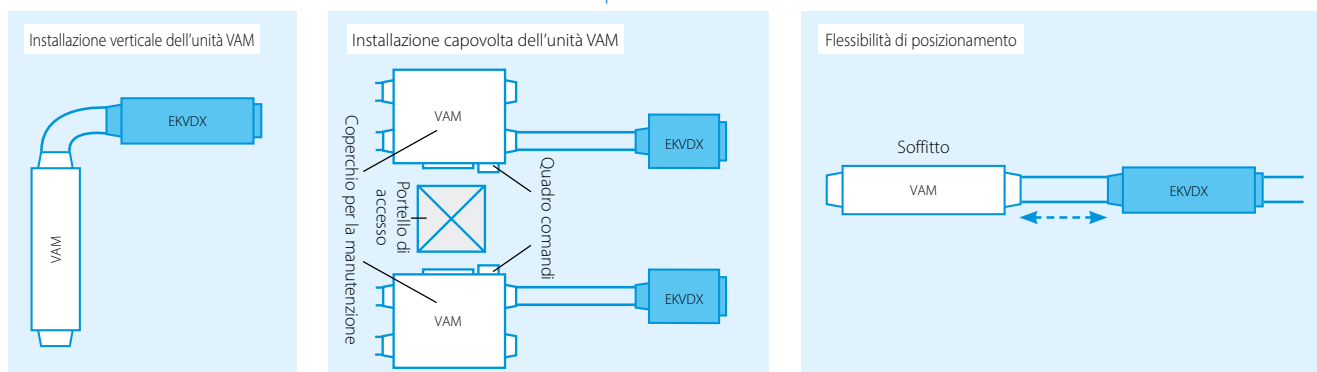 Installazione verticale dell'unità VAM
EKVDX
VAM
Installazione capovolta dell'unità VAM
VAM
EKVDX
Coperchio per la manutenzione
Portello di
accesso
Quadro comandi
VAM
EKVDX
Flessibilità di posizionamento
Soffitto
VAM
EKVDX